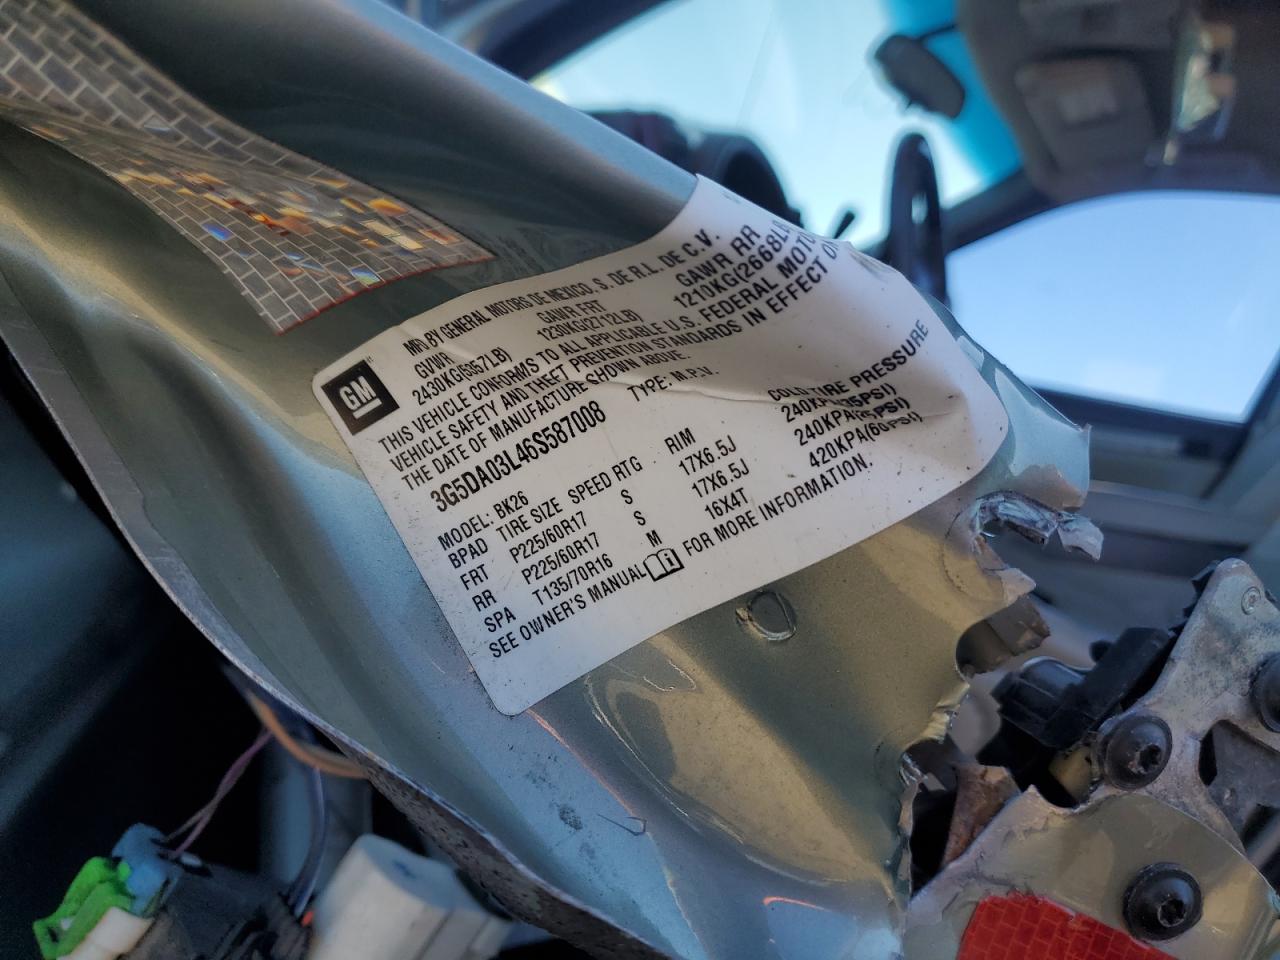 GM
MFD BY GENERAL MOTORS DE MEXICO, S. DE R.L. DE C.V.
GVWR GAWR FRT GAWR RR
2430KG(5357LB) 1230KG(2712LB) 1210KG(2668LB)
THIS VEHICLE CONFORMS TO ALL APPLICABLE U.S. FEDERAL MOTOR
VEHICLE SAFETY AND THEFT PREVENTION STANDARDS IN EFFECT ON
THE DATE OF MANUFACTURE SHOWN ABOVE.
3G5DA03L46S587008 TYPE: M.P.V.
MODEL: BK26
BPAD TIRE SIZE SPEED RTG RIM COLD TIRE PRESSURE
FRT P225/60R17 S 17X6.5J 240KPA(35PSI)
RR P225/60R17 S 17X6.5J 240KPA(35PSI)
SPA T135/70R16 M 16X4T 420KPA(60PSI)
SEE OWNER'S MANUAL FOR MORE INFORMATION.